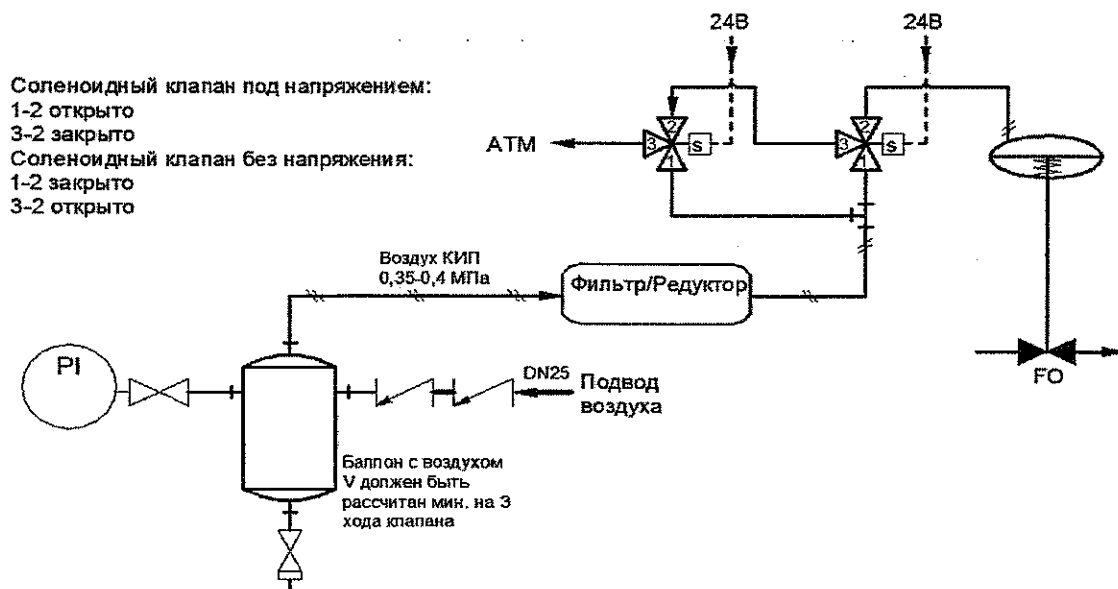 24В
24В
Соленоидный клапан под напряжением:
1-2 открыто
3-2 закрыто
Соленоидный клапан без напряжения:
1-2 закрыто
3-2 открыто
АТМ
3
2
1
S
3
2
1
S
Воздух КИП
0,35-0,4 МПа
Фильтр/Редуктор
PI
DN25
Подвод
воздуха
FO
Баллон с воздухом
V должен быть
рассчитан мин. на 3
хода клапана